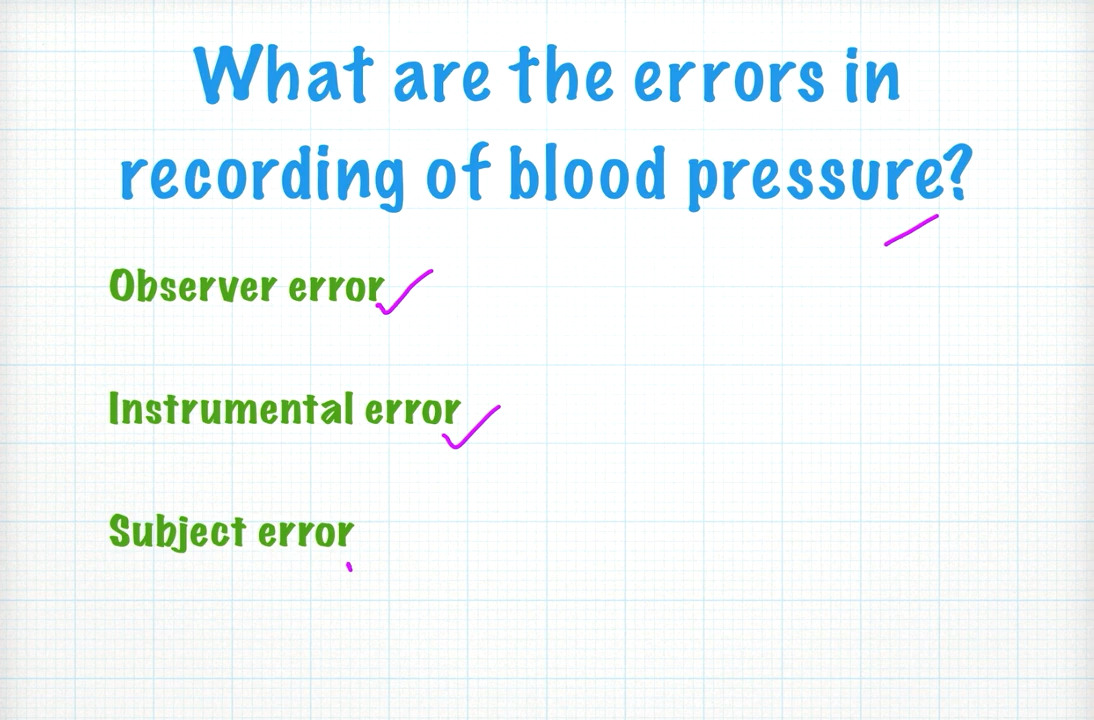 What are the errors in
recording of blood pressure?
Observer error
Instrumental error
Subject error